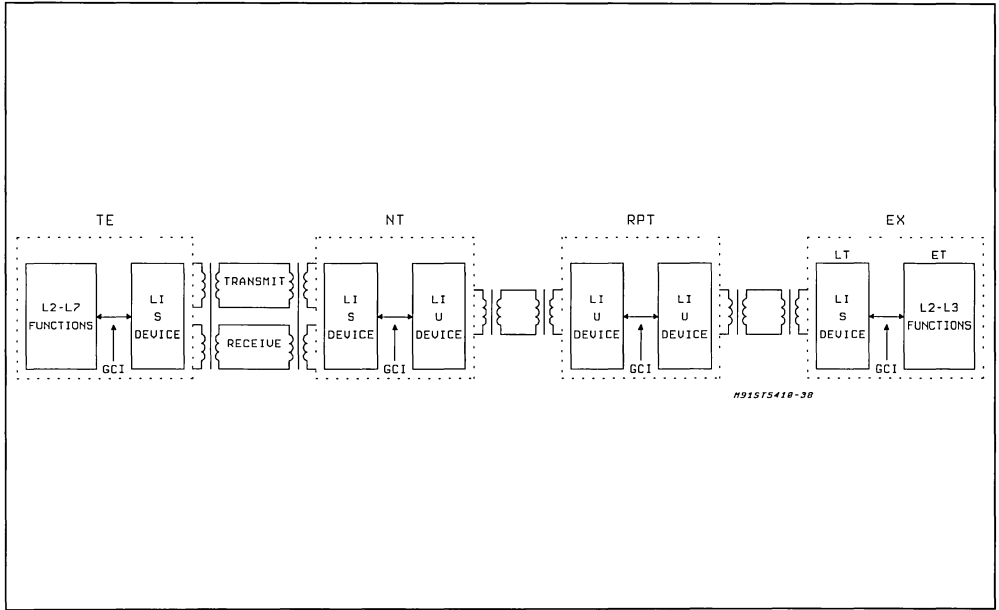 TE
NT
RPT
EX
LT
ET
L2-L7
FUNCTIONS
GCI
LI
S
DEVICE
TRANSMIT
RECEIVE
LI
S
DEVICE
GCI
LI
U
DEVICE
LI
U
DEVICE
GCI
LI
U
DEVICE
LI
S
DEVICE
GCI
L2-L3
FUNCTIONS
M91ST5410-38